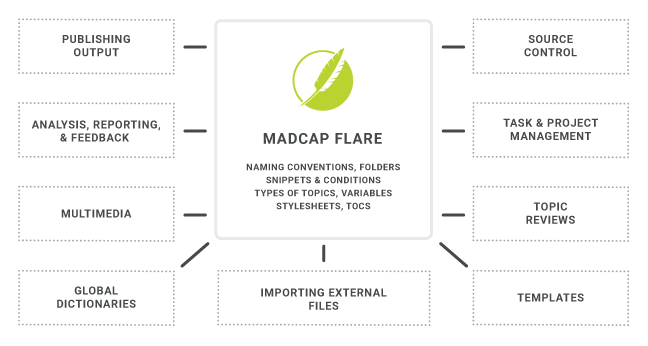 PUBLISHING
OUTPUT
ANALYSIS, REPORTING,
& FEEDBACK
MULTIMEDIA
GLOBAL
DICTIONARIES
MADCAP FLARE
NAMING CONVENTIONS, FOLDERS
SNIPPETS & CONDITIONS
TYPES OF TOPICS, VARIABLES
STYLESHEETS, TOCS
IMPORTING EXTERNAL
FILES
SOURCE
CONTROL
TASK & PROJECT
MANAGEMENT
TOPIC
REVIEWS
TEMPLATES